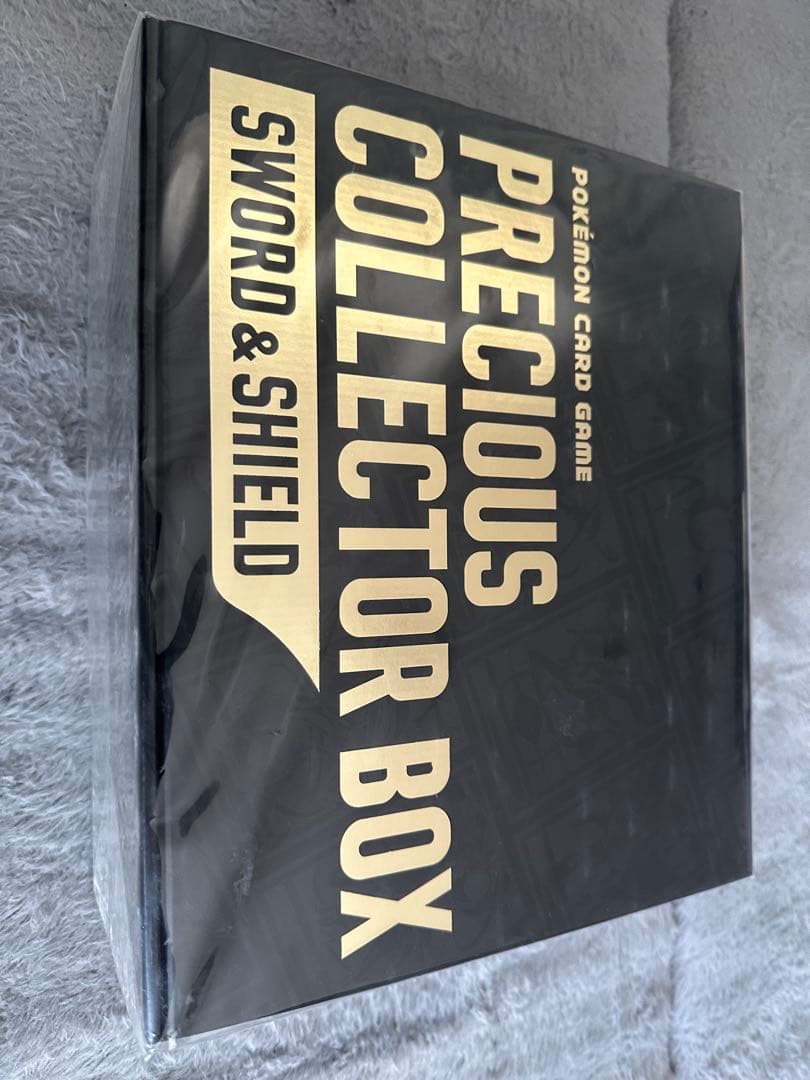 POKÉMON CARD GAME
PRECIOUS
COLLECTOR BOX
SWORD & SHIELD